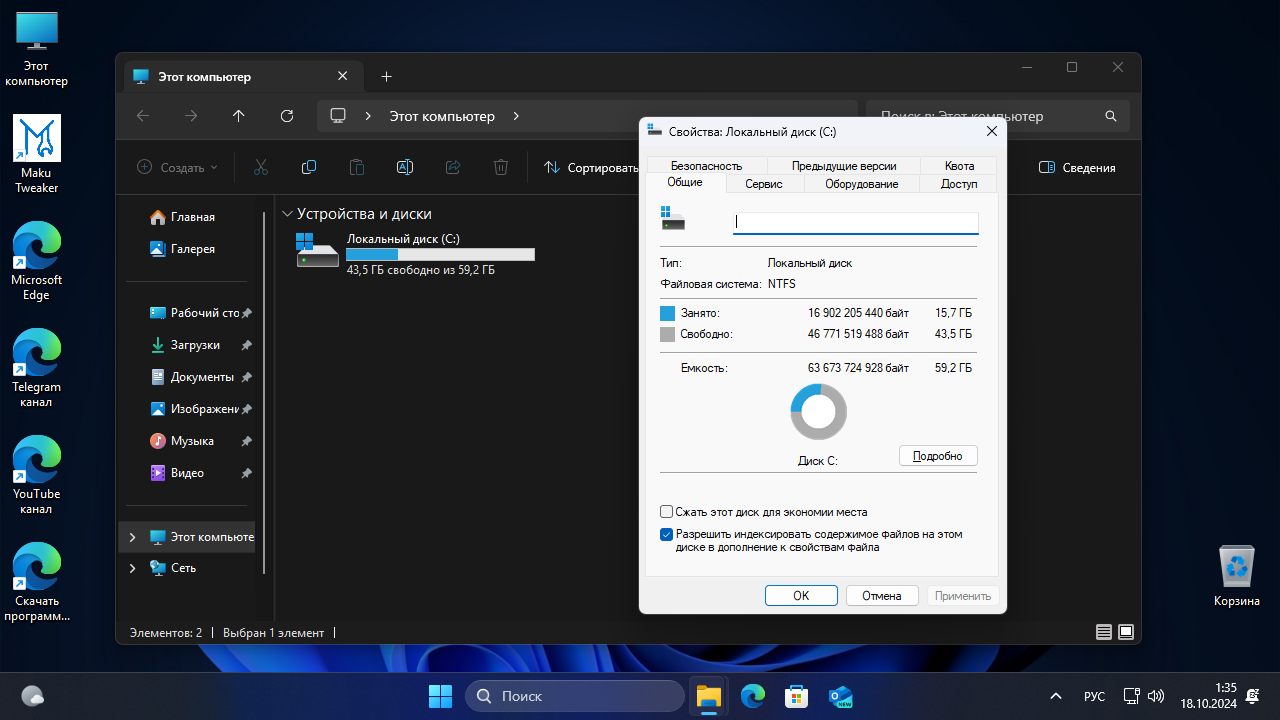 Этот
компьютер
Maku
Tweaker
Microsoft
Edge
Telegram
канал
YouTube
канал
Скачать
программ...
Этот компьютер
Этот компьютер
Поиск в: Этот компьютер
Создать
Сортировать
Сведения
Главная
Галерея
Рабочий сто
Загрузки
Документы
Изображени
Музыка
Видео
Этот компьюте
Сеть
Устройства и диски
Локальный диск (C:)
43,5 ГБ свободно из 59,2 ГБ
Элементов: 2
Выбран 1 элемент
Свойства: Локальный диск (C:)
Безопасность
Предыдущие версии
Квота
Общие
Сервис
Оборудование
Доступ
Тип: Локальный диск
Файловая система: NTFS
Занято: 16 902 205 440 байт 15,7 ГБ
Свободно: 46 771 519 488 байт 43,5 ГБ
Емкость: 63 673 724 928 байт 59,2 ГБ
Диск C:
Подробно
Сжать этот диск для экономии места
Разрешить индексировать содержимое файлов на этом
диске в дополнение к свойствам файла
OK
Отмена
Применить
Корзина
Поиск
NEW
РУС
1:35
18.10.2024